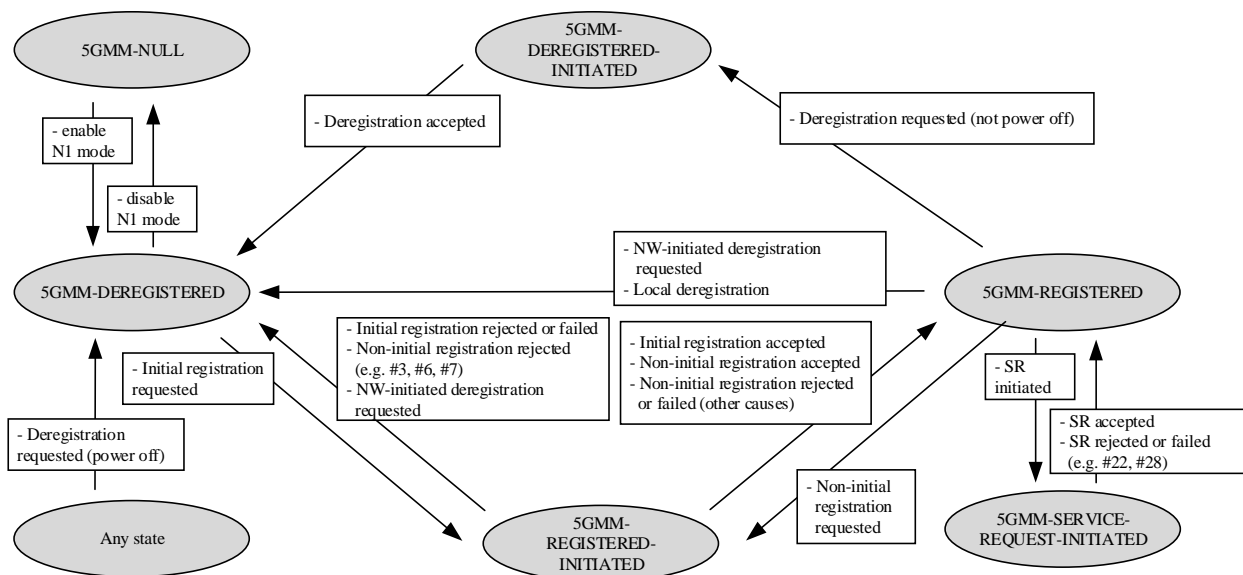 5GMM-NULL
5GMM-
DEREGISTERED-
INITIATED
- enable
N1 mode
- Deregistration accepted
- Deregistration requested (not power off)
- disable
N1 mode
- NW-initiated deregistration
requested
- Local deregistration
5GMM-DEREGISTERED
5GMM-REGISTERED
- Initial registration
requested
- Initial registration rejected or failed
- Non-initial registration rejected
(e.g. #3, #6, #7)
- NW-initiated deregistration
requested
- Initial registration accepted
- Non-initial registration accepted
- Non-initial registration rejected
or failed (other causes)
- SR
initiated
- Deregistration
requested (power off)
- SR accepted
- SR rejected or failed
(e.g. #22, #28)
- Non-initial
registration
requested
Any state
5GMM-
REGISTERED-
INITIATED
5GMM-SERVICE-
REQUEST-INITIATED